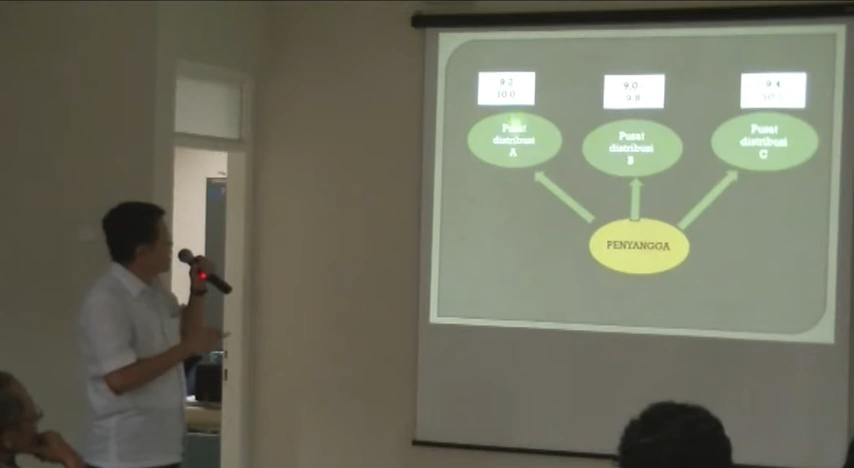 9.2
10.0
9.0
9.8
9.4
Pusat
distribusi
A
Pusat
distribusi
B
Pusat
distribusi
C
PENYANGGA